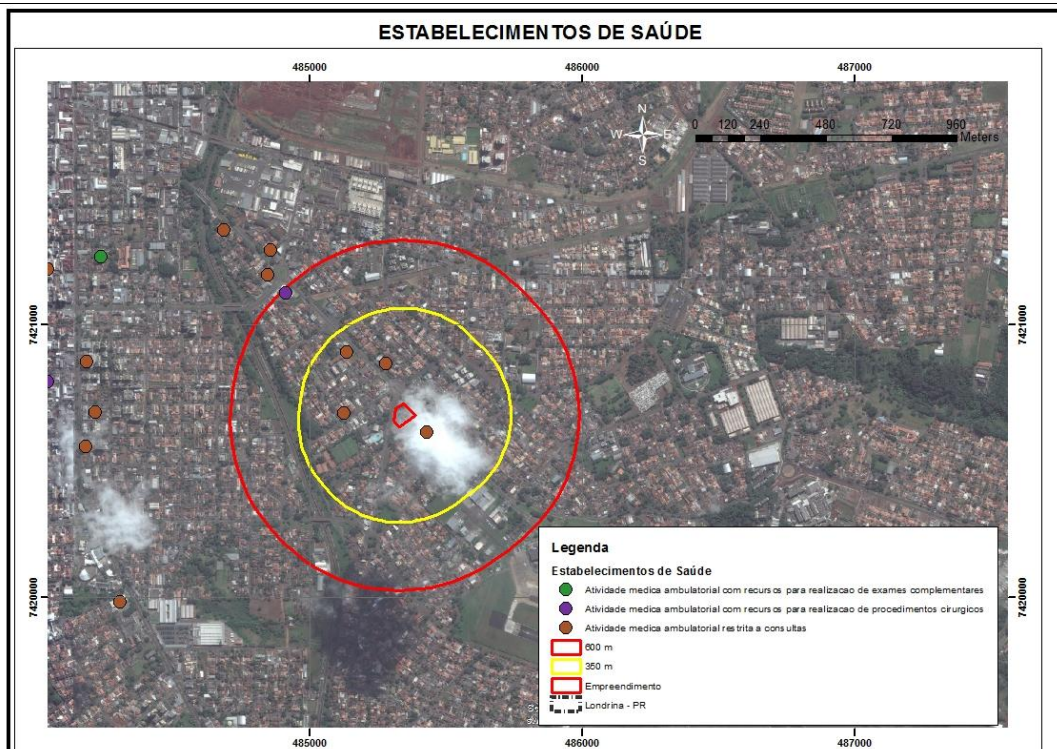 ESTABELECIMENTOS DE SAÚDE
485000 486000 487000
N
W E
S
0 120 240 480 720 960
Meters
7421000 7421000
7420000 7420000
Legenda
Estabelecimentos de Saúde
Atividade medica ambulatorial com recursos para realizacao de exames complementares
Atividade medica ambulatorial com recursos para realizacao de procedimentos cirurgicos
Atividade medica ambulatorial restrita a consultas
600 m
350 m
Empreendimento
Londrina - PR
485000 486000 487000